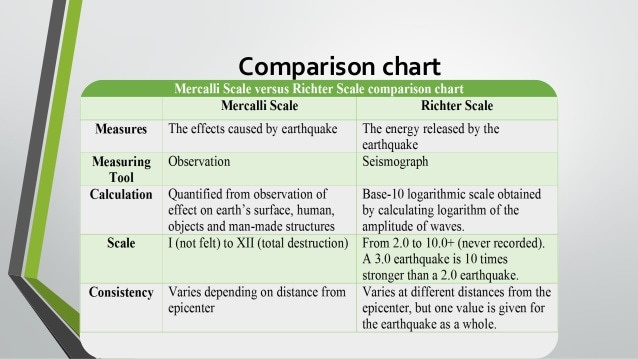 Comparison chart
Mercalli Scale versus Richter Scale comparison chart
Mercalli Scale Richter Scale
Measures The effects caused by earthquake The energy released by the
earthquake
Measuring Observation Seismograph
Tool
Calculation Quantified from observation of Base-10 logarithmic scale obtained
effect on earth's surface, human, by calculating logarithm of the
objects and man-made structures amplitude of waves.
Scale I (not felt) to XII (total destruction) From 2.0 to 10.0+ (never recorded).
A 3.0 earthquake is 10 times
stronger than a 2.0 earthquake.
Consistency Varies depending on distance from Varies at different distances from the
epicenter epicenter, but one value is given for
the earthquake as a whole.